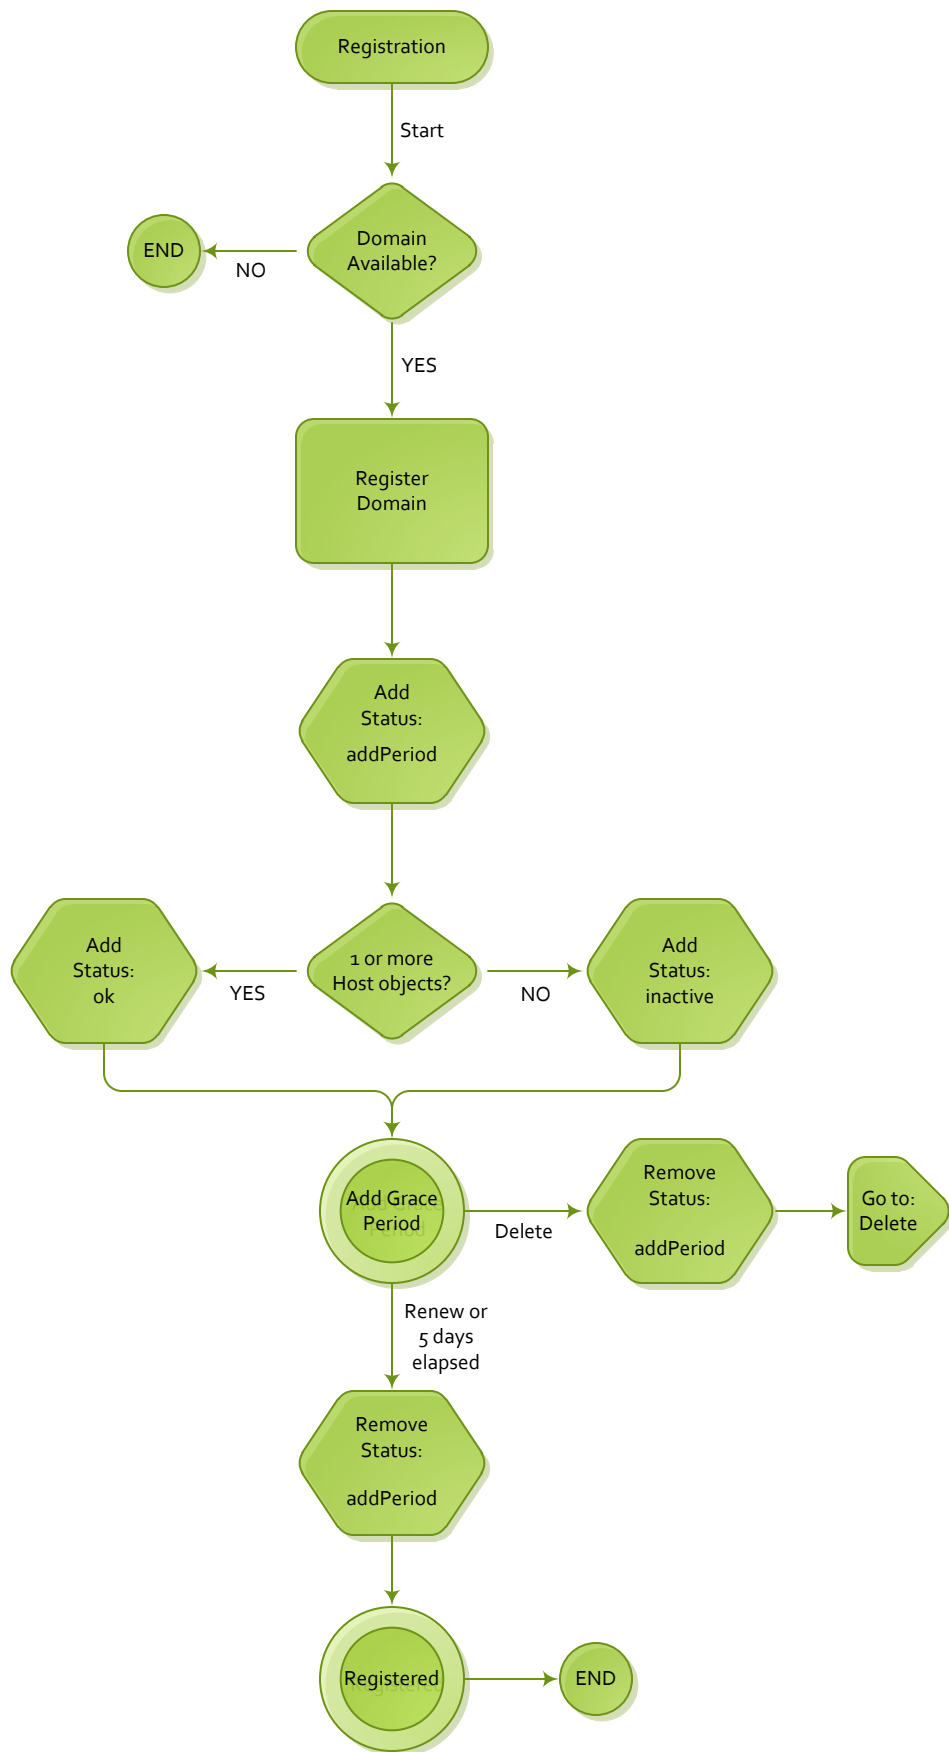 Registration
Start
Domain
Available?
END
NO
YES
Register
Domain
Add
Status:
addPeriod
1 or more
Host objects?
YES
NO
Add
Status:
ok
Add
Status:
inactive
Add Grace
Period
Delete
Remove
Status:
addPeriod
Go to:
Delete
Renew or
5 days
elapsed
Remove
Status:
addPeriod
Registered
END